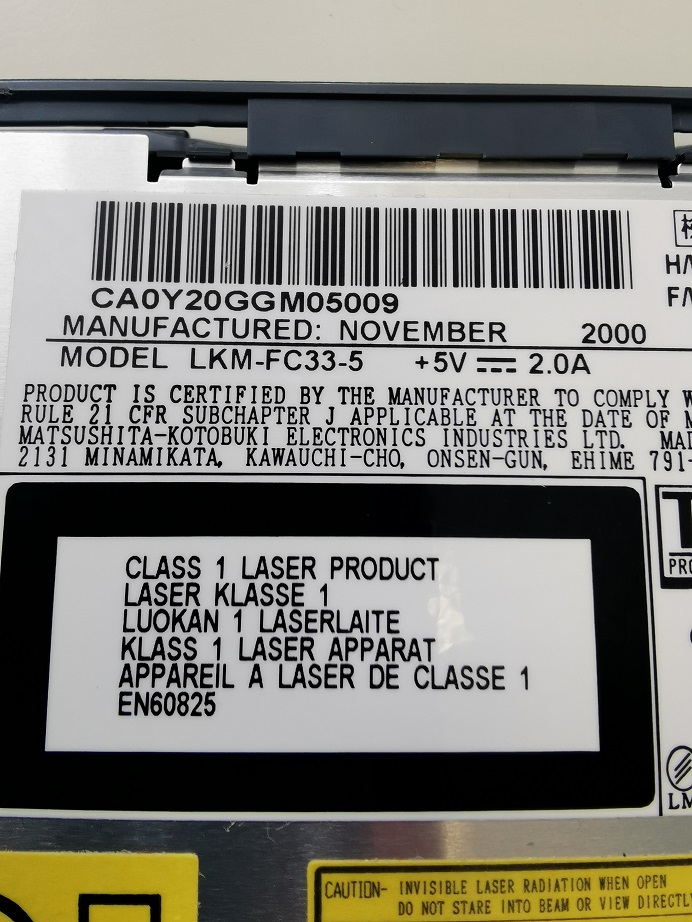 CA0Y20GGM05009
MANUFACTURED: NOVEMBER 2000
MODEL LKM-FC33-5 +5V ⎓ 2.0A
PRODUCT IS CERTIFIED BY THE MANUFACTURER TO COMPLY
RULE 21 CFR SUBCHAPTER J APPLICABLE AT THE DATE OF
MATSUSHITA-KOTOBUKI ELECTRONICS INDUSTRIES LTD.
2131 MINAMIKATA, KAWAUCHI-CHO, ONSEN-GUN, EHIME 791-
H/
F/
CLASS 1 LASER PRODUCT
LASER KLASSE 1
LUOKAN 1 LASERLAITE
KLASS 1 LASER APPARAT
APPAREIL A LASER DE CLASSE 1
EN60825
PRO
CAUTION- INVISIBLE LASER RADIATION WHEN OPEN
DO NOT STARE INTO BEAM OR VIEW DIRECTLY